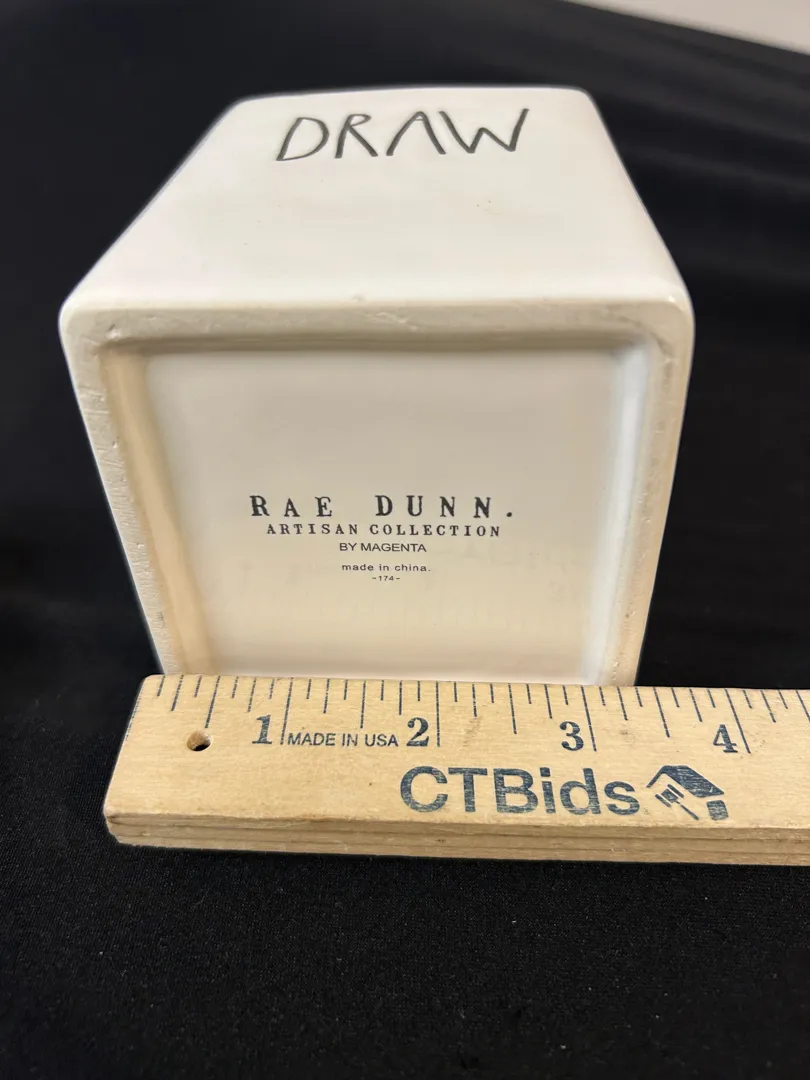 DRAW
RAE DUNN.
ARTISAN COLLECTION
BY MAGENTA
made in china.
-174-
1 MADE IN USA 2 3 4
CTBids